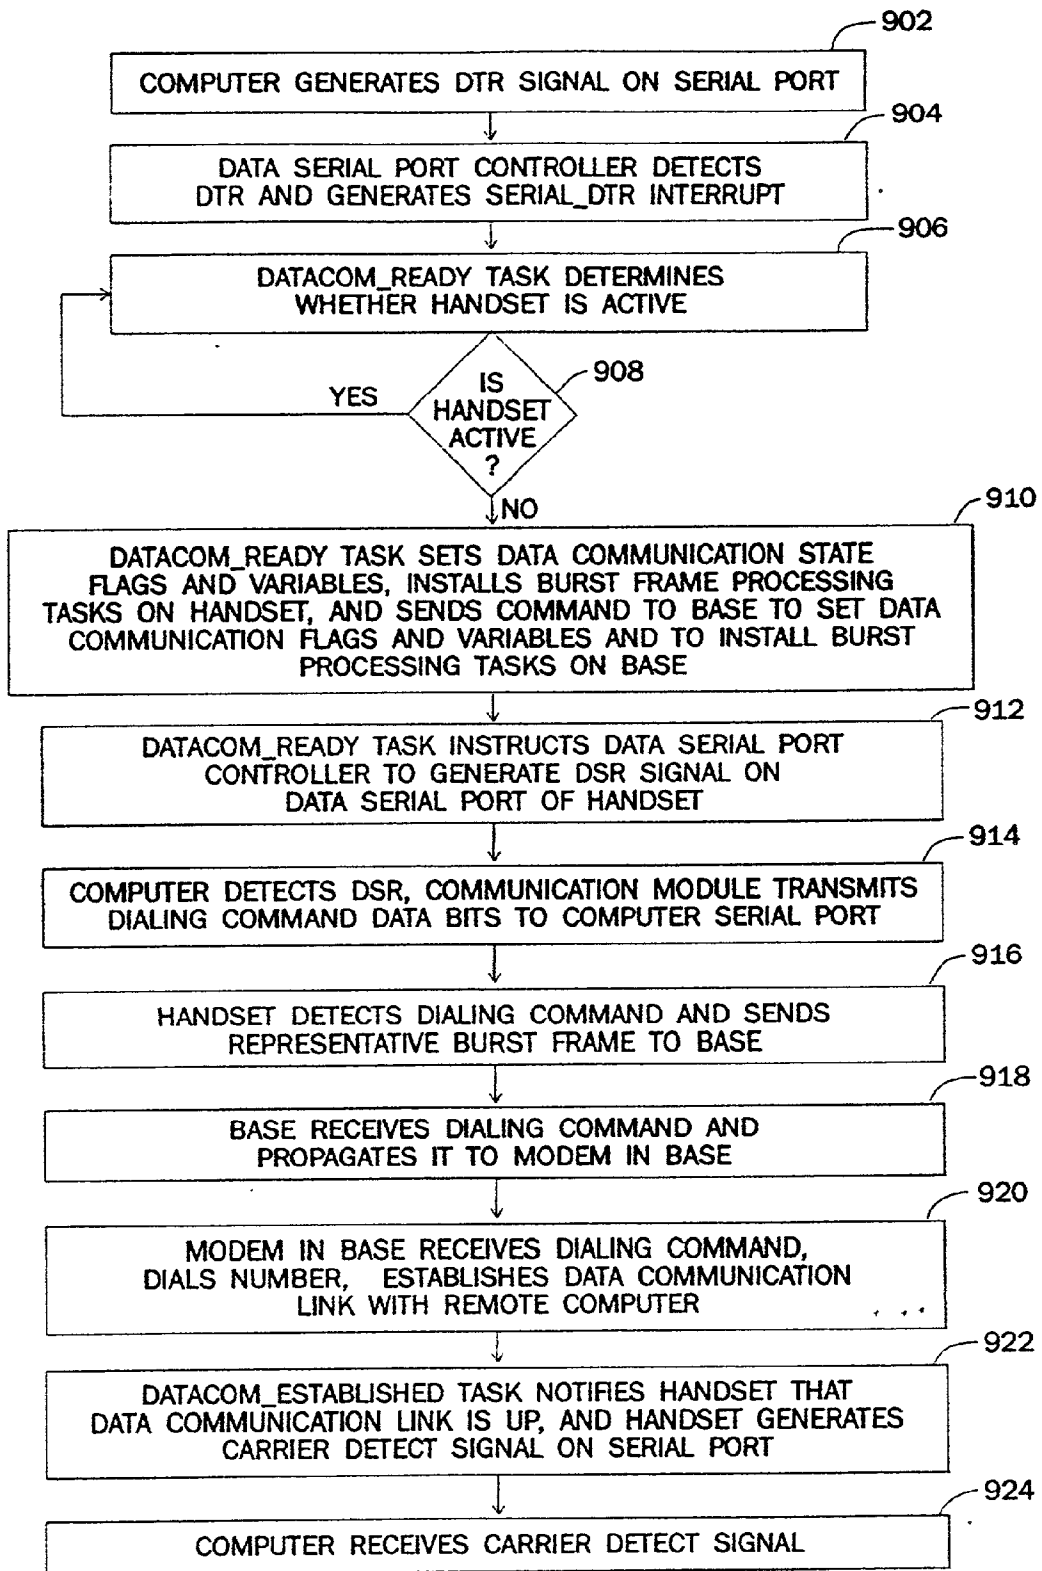 902
COMPUTER GENERATES DTR SIGNAL ON SERIAL PORT
904
DATA SERIAL PORT CONTROLLER DETECTS
DTR AND GENERATES SERIAL_DTR INTERRUPT
906
DATACOM_READY TASK DETERMINES
WHETHER HANDSET IS ACTIVE
908
IS
HANDSET
ACTIVE
?
YES
NO
910
DATACOM_READY TASK SETS DATA COMMUNICATION STATE
FLAGS AND VARIABLES, INSTALLS BURST FRAME PROCESSING
TASKS ON HANDSET, AND SENDS COMMAND TO BASE TO SET DATA
COMMUNICATION FLAGS AND VARIABLES AND TO INSTALL BURST
PROCESSING TASKS ON BASE
912
DATACOM_READY TASK INSTRUCTS DATA SERIAL PORT
CONTROLLER TO GENERATE DSR SIGNAL ON
DATA SERIAL PORT OF HANDSET
914
COMPUTER DETECTS DSR, COMMUNICATION MODULE TRANSMITS
DIALING COMMAND DATA BITS TO COMPUTER SERIAL PORT
916
HANDSET DETECTS DIALING COMMAND AND SENDS
REPRESENTATIVE BURST FRAME TO BASE
918
BASE RECEIVES DIALING COMMAND AND
PROPAGATES IT TO MODEM IN BASE
920
MODEM IN BASE RECEIVES DIALING COMMAND,
DIALS NUMBER, ESTABLISHES DATA COMMUNICATION
LINK WITH REMOTE COMPUTER
922
DATACOM_ESTABLISHED TASK NOTIFIES HANDSET THAT
DATA COMMUNICATION LINK IS UP, AND HANDSET GENERATES
CARRIER DETECT SIGNAL ON SERIAL PORT
924
COMPUTER RECEIVES CARRIER DETECT SIGNAL